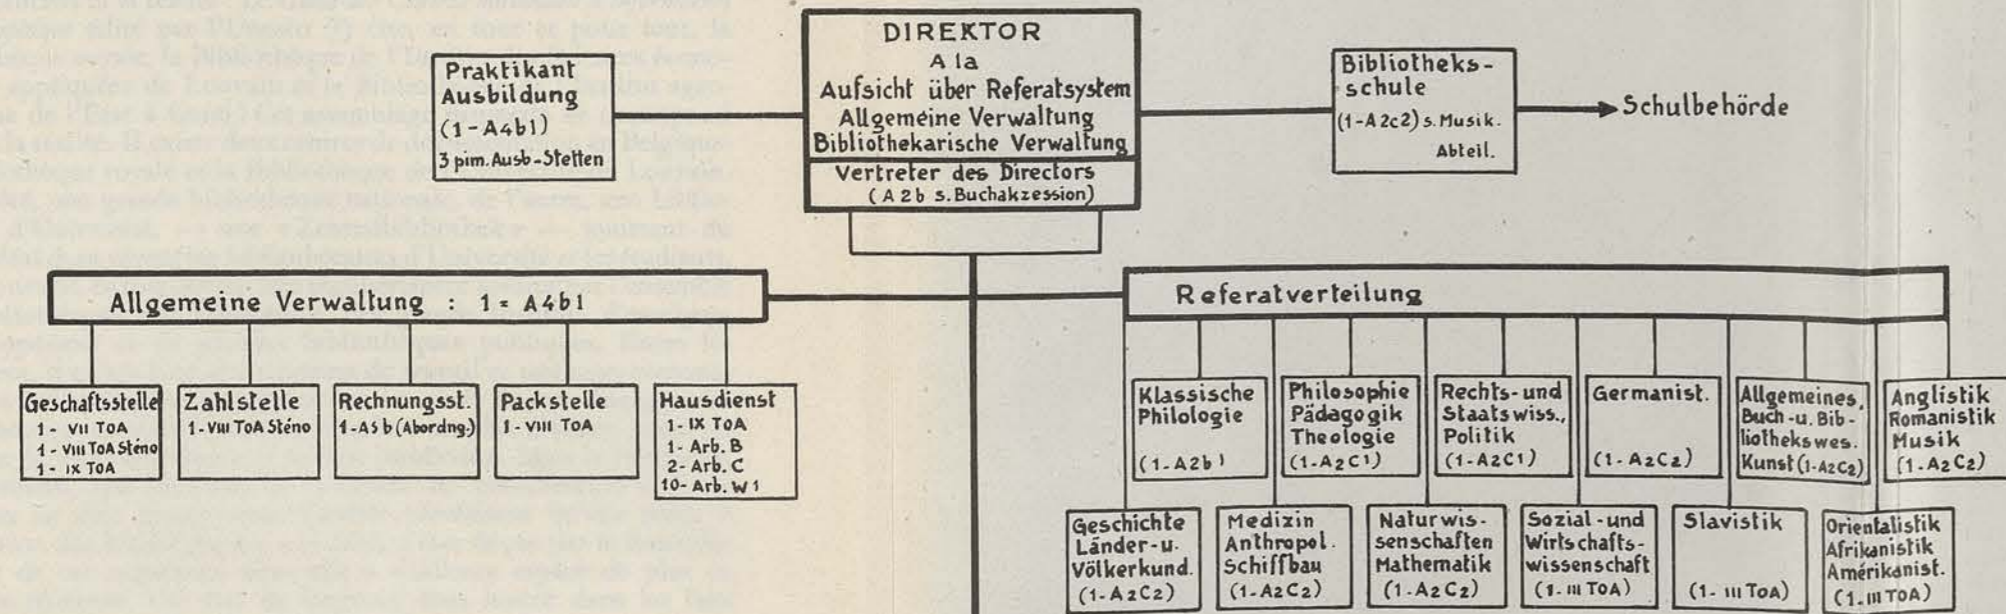 DIREKTOR
A 1a
Aufsicht über Referatsystem
Allgemeine Verwaltung
Bibliothekarische Verwaltung
Vertreter des Directors
(A 2b s. Buchakzession)
Praktikant
Ausbildung
(1-A4b1)
3 pim. Ausb-Stetten
Bibliotheks-
schule
(1-A2c2) s. Musik.
Abteil.
Schulbehörde
Allgemeine Verwaltung : 1 = A4b1
Geschaftsstelle
1 - VII ToA
1 - VIII ToA Sténo
1 - IX ToA
Zahlstelle
1 - VIII ToA Sténo
Rechnungsst.
1-A5b (Abordng.)
Packstelle
1 - VIII ToA
Hausdienst
1 - IX ToA
1 - Arb. B
2 - Arb. C
10 - Arb. W1
Referatverteilung
Klassische
Philologie
(1-A2b)
Philosophie
Pädagogik
Theologie
(1-A2C1)
Rechts- und
Staatswiss.,
Politik
(1-A2C1)
Germanist.
(1-A2C2)
Allgemeines,
Buch- u. Bib-
liothekswes.
Kunst (1-A2C2)
Anglistik
Romanistik
Musik
(1-A2C2)
Geschichte
Länder- u.
Völkerkund.
(1-A2C2)
Medizin
Anthropol.
Schiffbau
(1-A2C2)
Naturwis-
senschaften
Mathematik
(1-A2C2)
Sozial- und
Wirtschafts-
wissenschaft
(1. III ToA)
Slavistik
(1- III ToA)
Orientalistik
Afrikanistik
Amérikanist.
(1. III ToA)